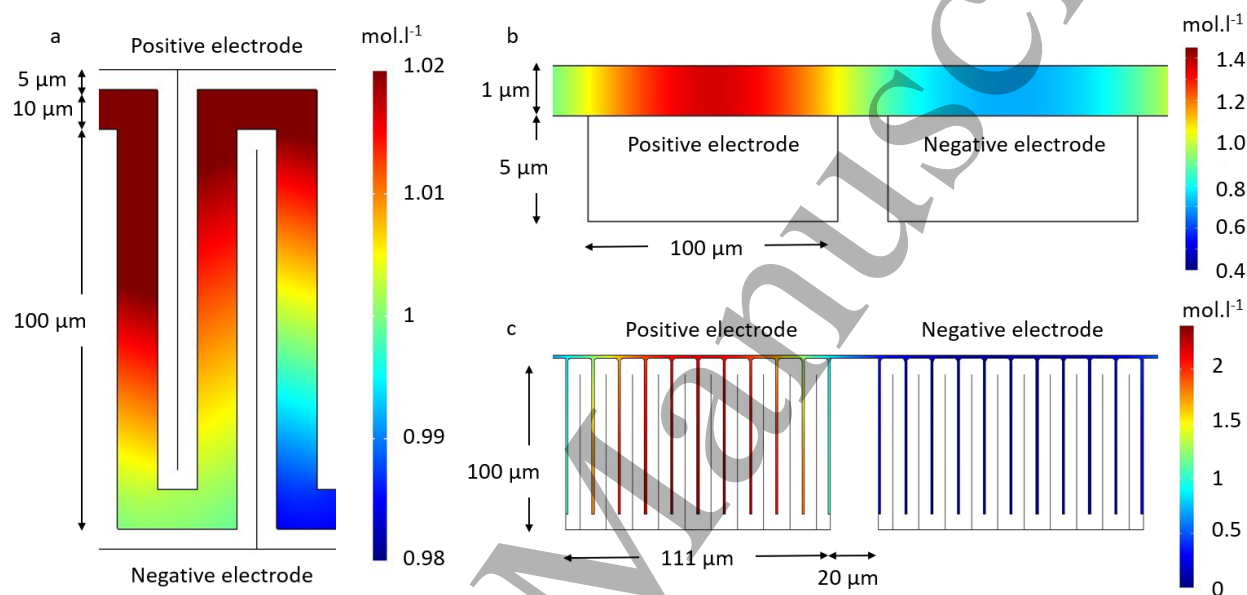 a
Positive electrode
mol.l-1
5 µm
10 µm
100 µm
1.02
1.01
1
0.99
0.98
Negative electrode
b
mol.l-1
1 µm
5 µm
Positive electrode
Negative electrode
100 µm
1.4
1.2
1.0
0.8
0.6
0.4
c
Positive electrode
Negative electrode
mol.l-1
100 µm
111 µm
20 µm
2
1.5
1
0.5
0
Manusc